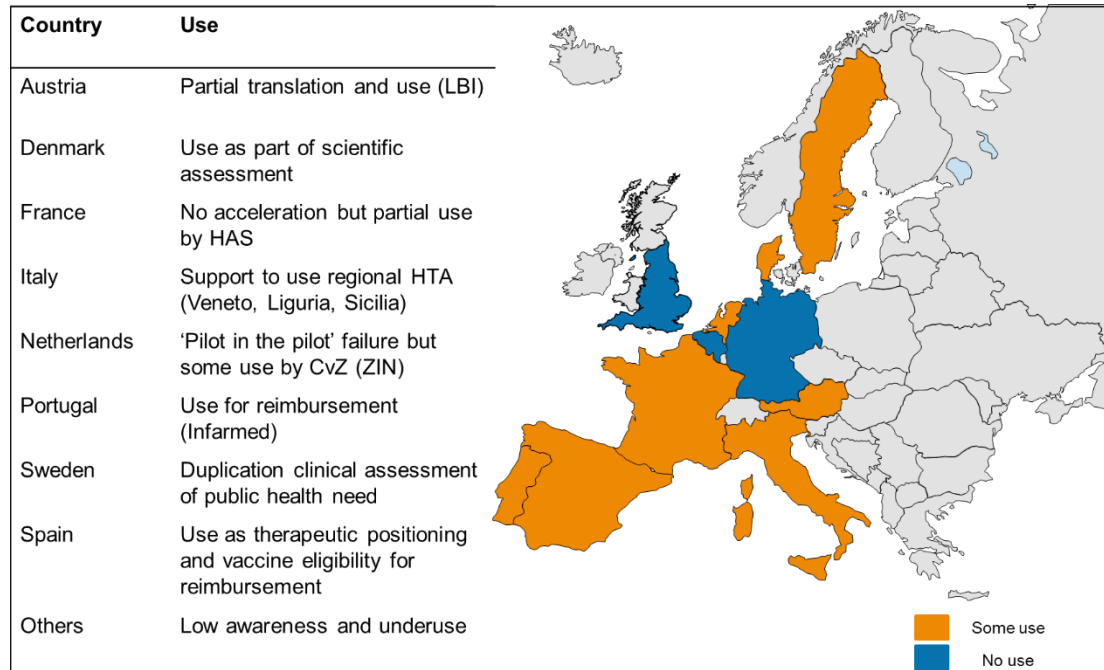 Country Use
Austria Partial translation and use (LBI)
Denmark Use as part of scientific
assessment
France No acceleration but partial use
by HAS
Italy Support to use regional HTA
(Veneto, Liguria, Sicilia)
Netherlands ‘Pilot in the pilot’ failure but
some use by CvZ (ZIN)
Portugal Use for reimbursement
(Infarmed)
Sweden Duplication clinical assessment
of public health need
Spain Use as therapeutic positioning
and vaccine eligibility for
reimbursement
Others Low awareness and underuse
Some use
No use